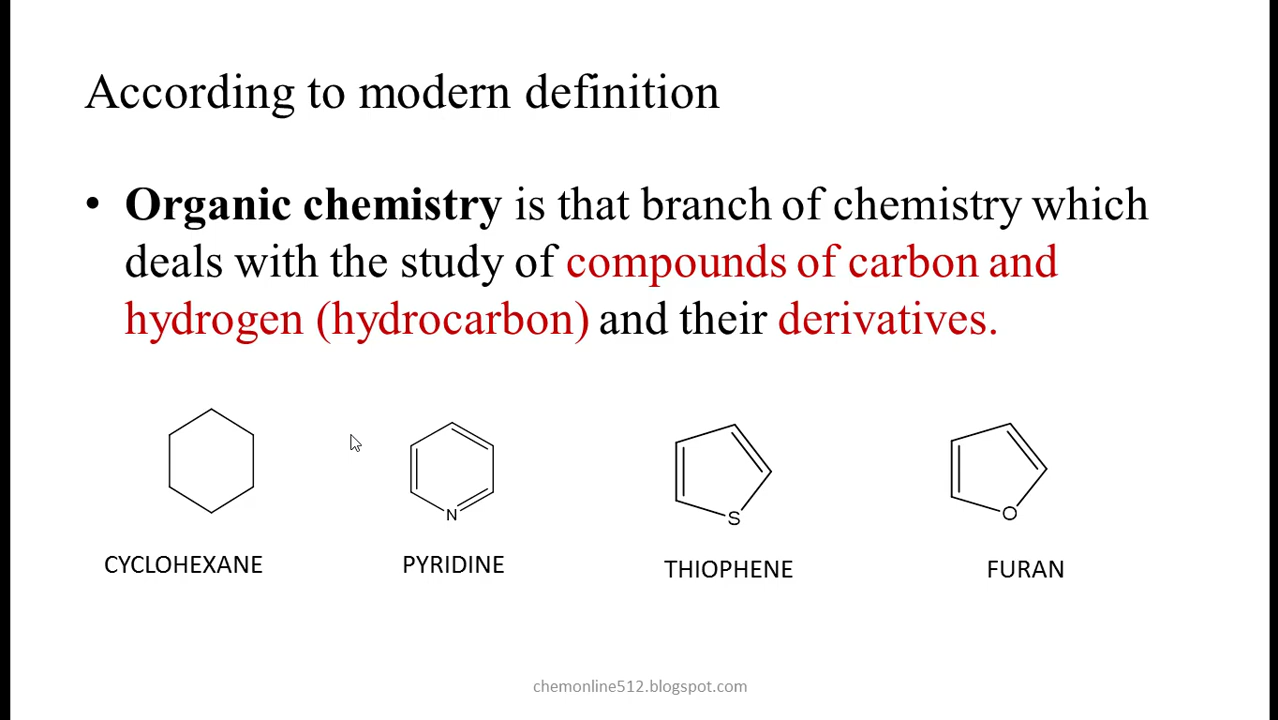 According to modern definition
• Organic chemistry is that branch of chemistry which
deals with the study of compounds of carbon and
hydrogen (hydrocarbon) and their derivatives.
N
S
O
CYCLOHEXANE
PYRIDINE
THIOPHENE
FURAN
chemonline512.blogspot.com